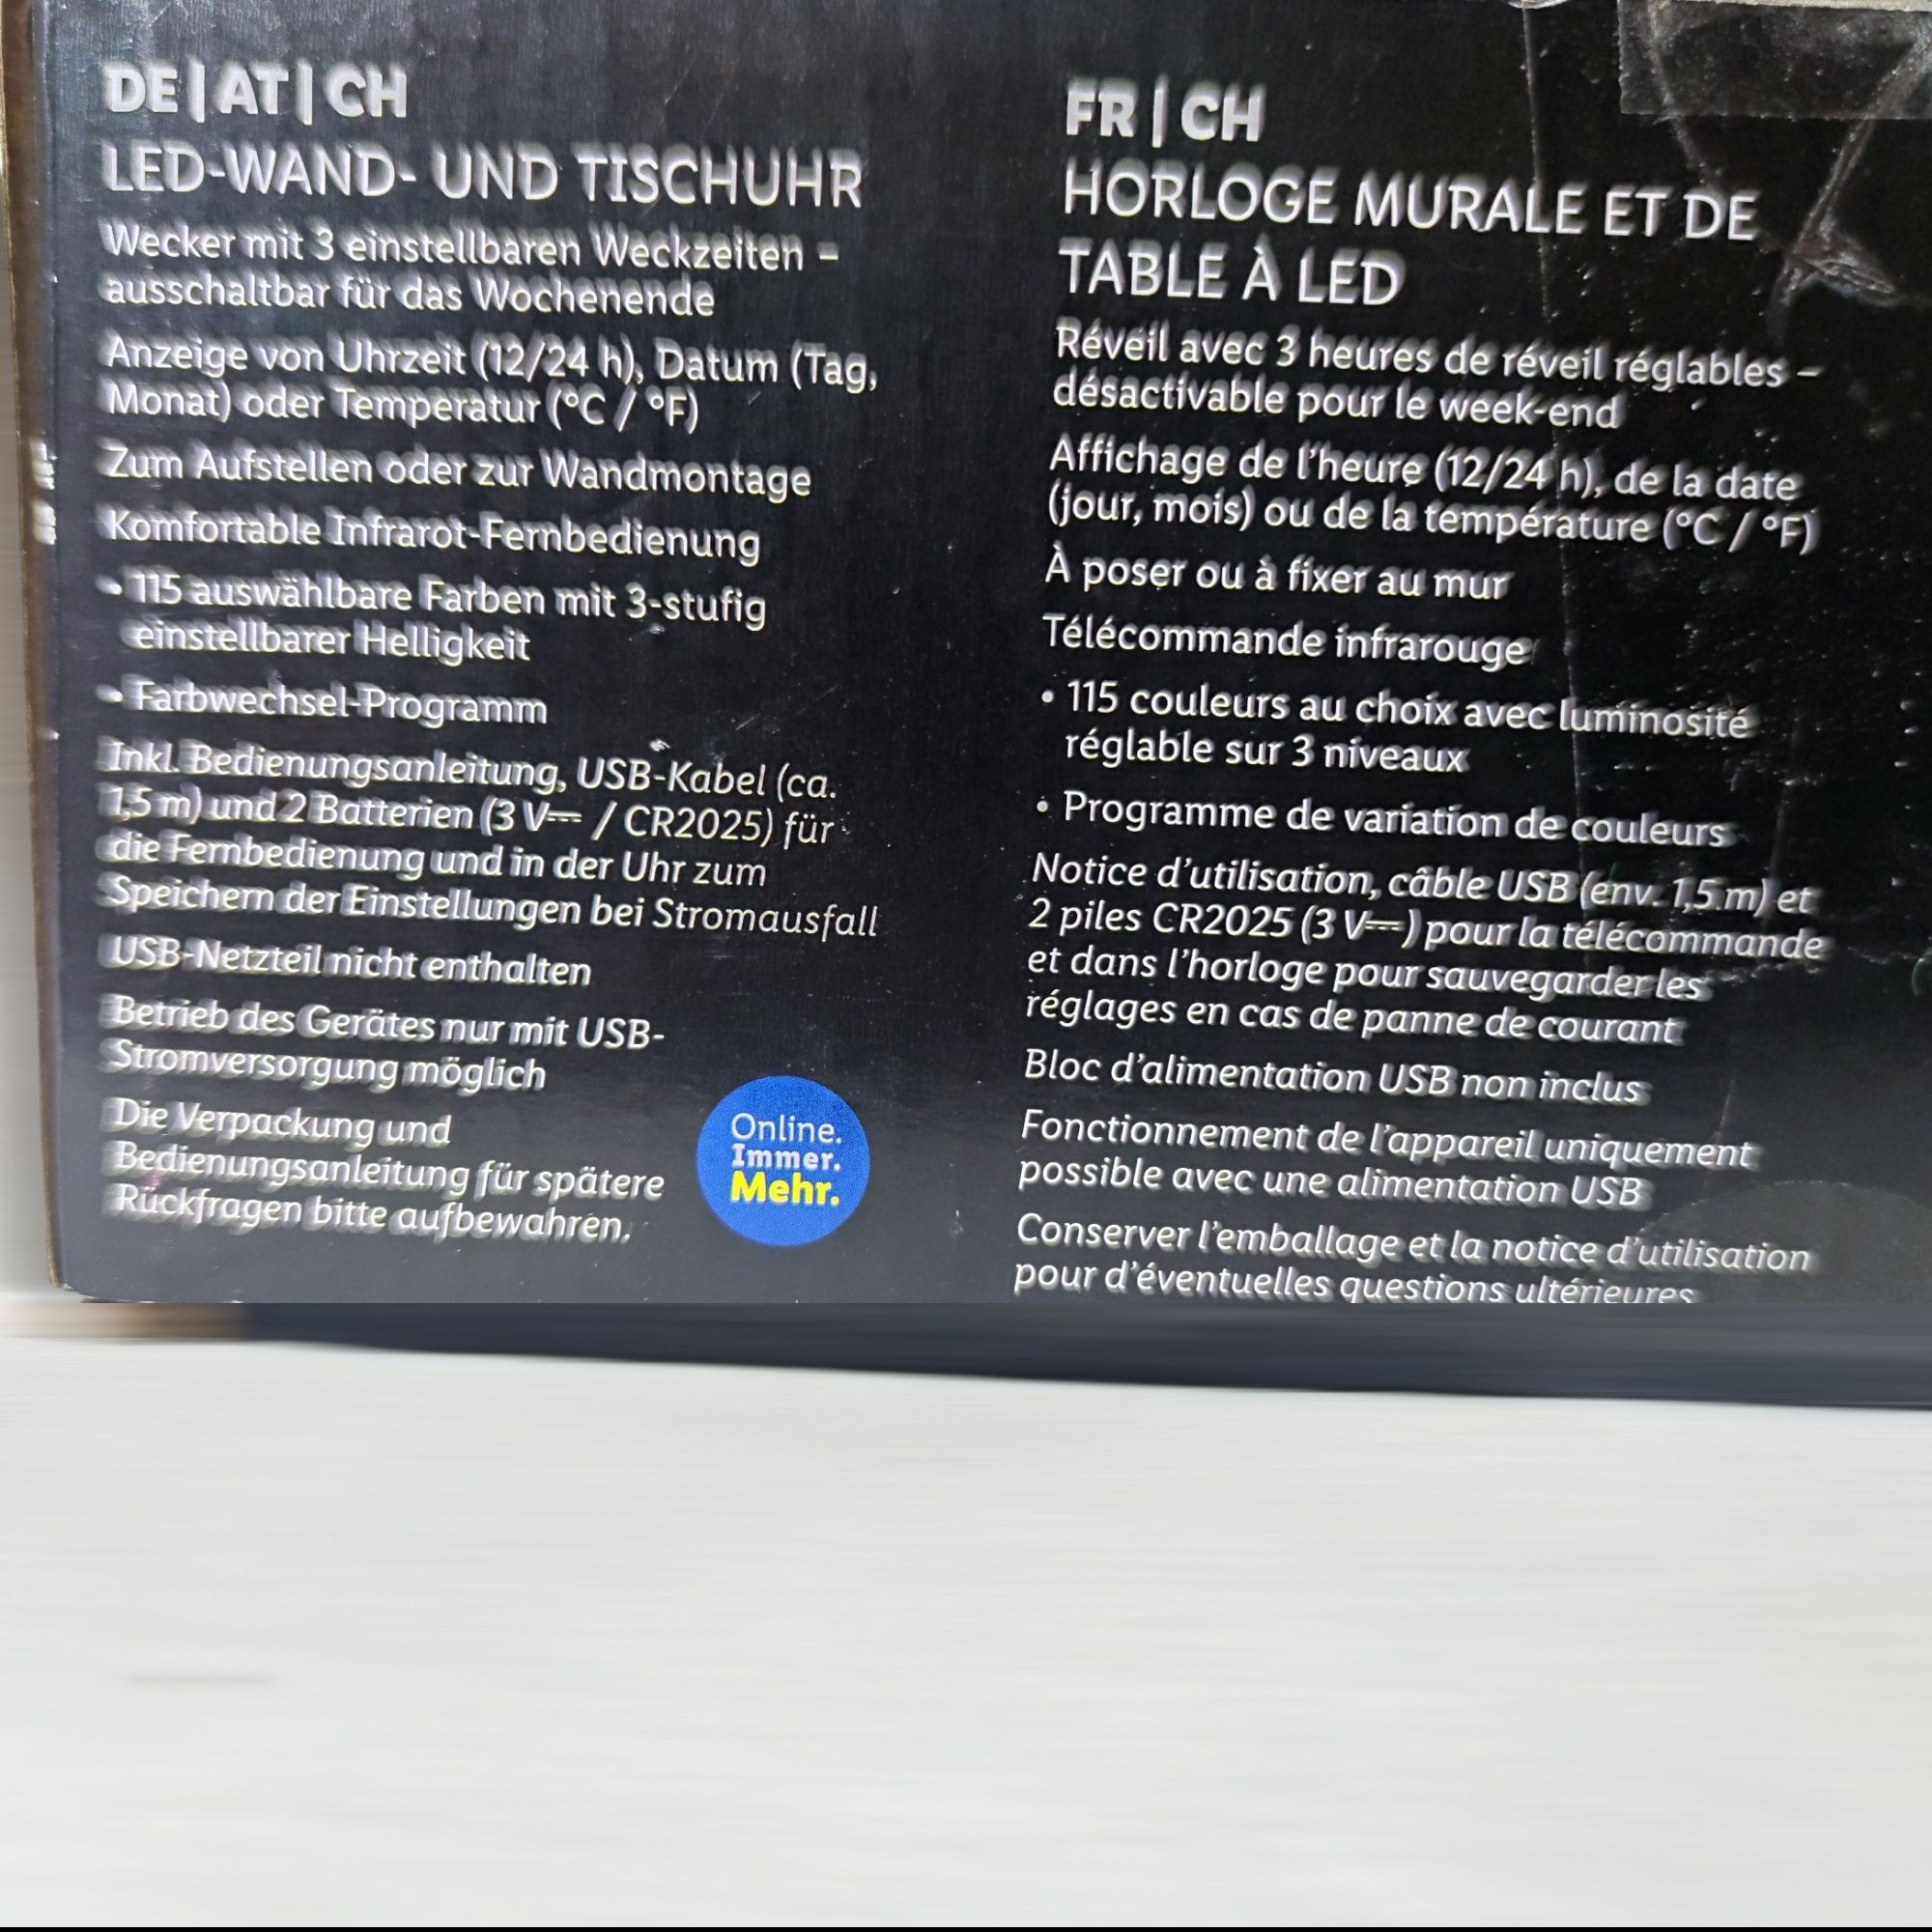 DE | AT | CH
LED-WAND- UND TISCHUHR
Wecker mit 3 einstellbaren Weckzeiten –
ausschaltbar für das Wochenende
Anzeige von Uhrzeit (12/24 h), Datum (Tag,
Monat) oder Temperatur (°C / °F)
Zum Aufstellen oder zur Wandmontage
Komfortable Infrarot-Fernbedienung
• 115 auswählbare Farben mit 3-stufig
einstellbarer Helligkeit
• Farbwechsel-Programm
Inkl. Bedienungsanleitung, USB-Kabel (ca.
1,5 m) und 2 Batterien (3 V⎓ / CR2025) für
die Fernbedienung und in der Uhr zum
Speichern der Einstellungen bei Stromausfall
USB-Netzteil nicht enthalten
Betrieb des Gerätes nur mit USB-
Stromversorgung möglich
Die Verpackung und
Bedienungsanleitung für spätere
Rückfragen bitte aufbewahren.
Online.
Immer.
Mehr.
FR | CH
HORLOGE MURALE ET DE
TABLE À LED
Réveil avec 3 heures de réveil réglables –
désactivable pour le week-end
Affichage de l'heure (12/24 h), de la date
(jour, mois) ou de la température (°C / °F)
À poser ou à fixer au mur
Télécommande infrarouge
• 115 couleurs au choix avec luminosité
réglable sur 3 niveaux
• Programme de variation de couleurs
Notice d'utilisation, câble USB (env. 1,5 m) et
2 piles CR2025 (3 V⎓) pour la télécommande
et dans l'horloge pour sauvegarder les
réglages en cas de panne de courant
Bloc d'alimentation USB non inclus
Fonctionnement de l'appareil uniquement
possible avec une alimentation USB
Conserver l'emballage et la notice d'utilisation
pour d'éventuelles questions ultérieures